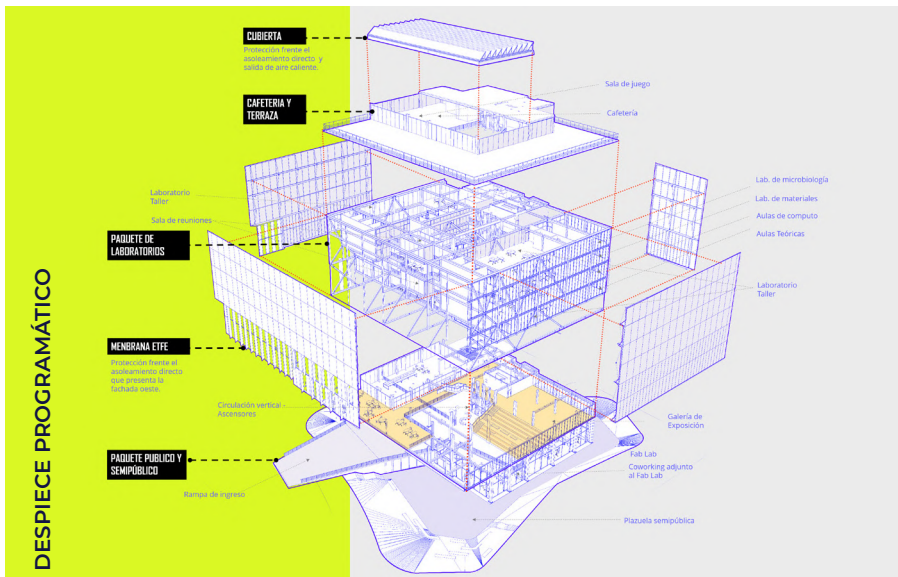 DESPIECE PROGRAMÁTICO
CUBIERTA
Protección frente el
asoleamiento directo y
salida de aire caliente.
CAFETERIA Y
TERRAZA
Sala de juego
Cafetería
Laboratorio
Taller
Sala de reuniones
PAQUETE DE
LABORATORIOS
Lab. de microbiología
Lab. de materiales
Aulas de computo
Aulas Teóricas
Laboratorio
Taller
MENBRANA ETFE
Protección frente el
asoleamiento directo
que presenta la
fachada oeste.
Circulación vertical -
Ascensores
Galería de
Exposición
PAQUETE PUBLICO Y
SEMIPÚBLICO
Fab Lab
Coworking adjunto
al Fab Lab
Rampa de ingreso
Plazuela semipública